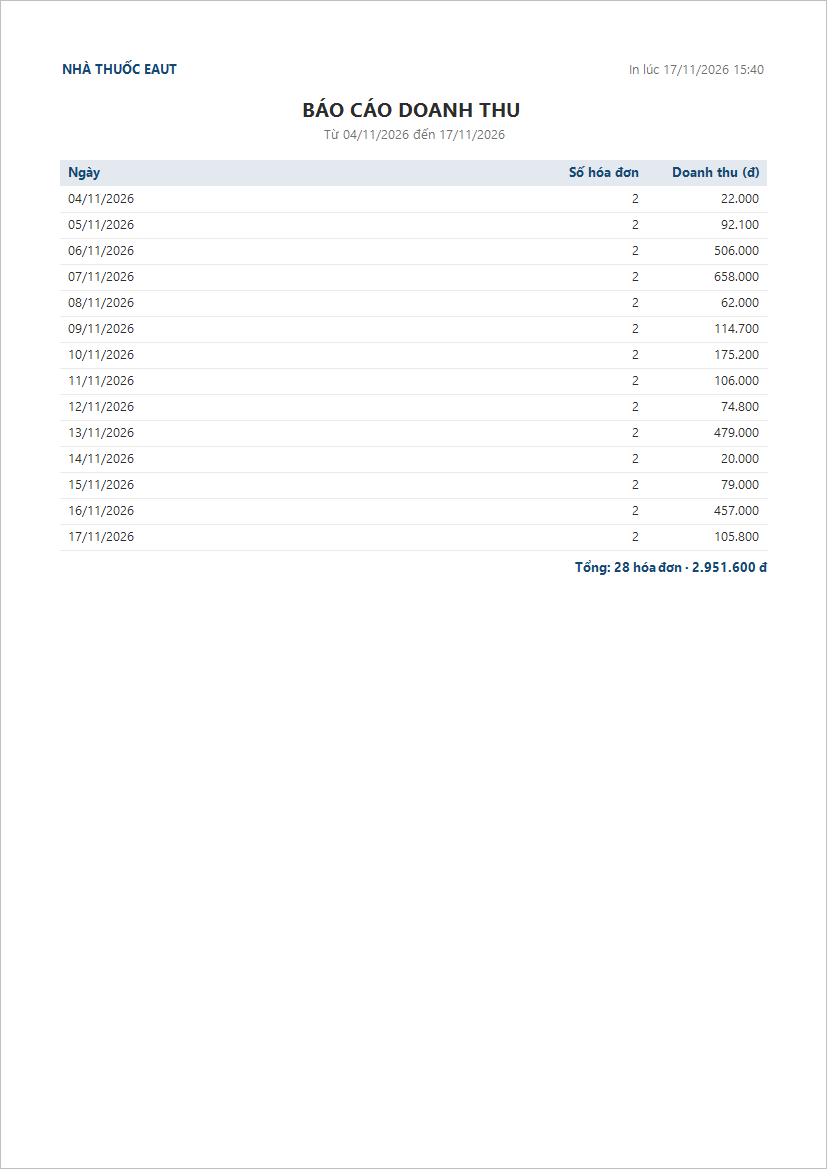 NHÀ THUỐC EAUT In lúc 17/11/2026 15:40
BÁO CÁO DOANH THU
Từ 04/11/2026 đến 17/11/2026
Ngày Số hóa đơn Doanh thu (đ)
04/11/2026 2 22.000
05/11/2026 2 92.100
06/11/2026 2 506.000
07/11/2026 2 658.000
08/11/2026 2 62.000
09/11/2026 2 114.700
10/11/2026 2 175.200
11/11/2026 2 106.000
12/11/2026 2 74.800
13/11/2026 2 479.000
14/11/2026 2 20.000
15/11/2026 2 79.000
16/11/2026 2 457.000
17/11/2026 2 105.800
Tổng: 28 hóa đơn · 2.951.600 đ